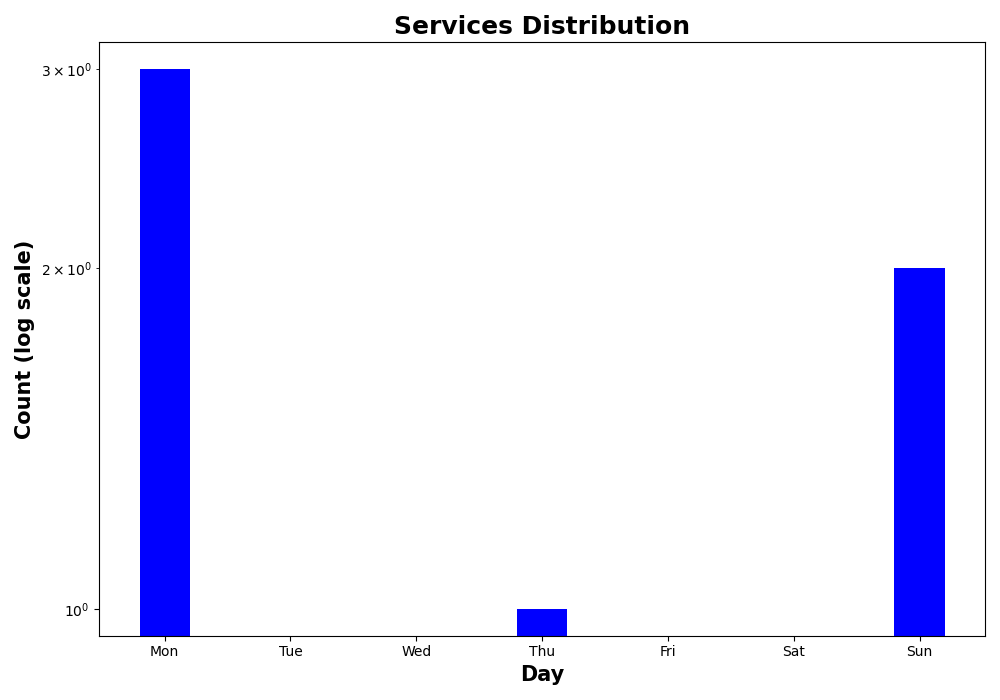 Services Distribution
Count (log scale)
3 × 10⁰
2 × 10⁰
10⁰
Mon Tue Wed Thu Fri Sat Sun
Day